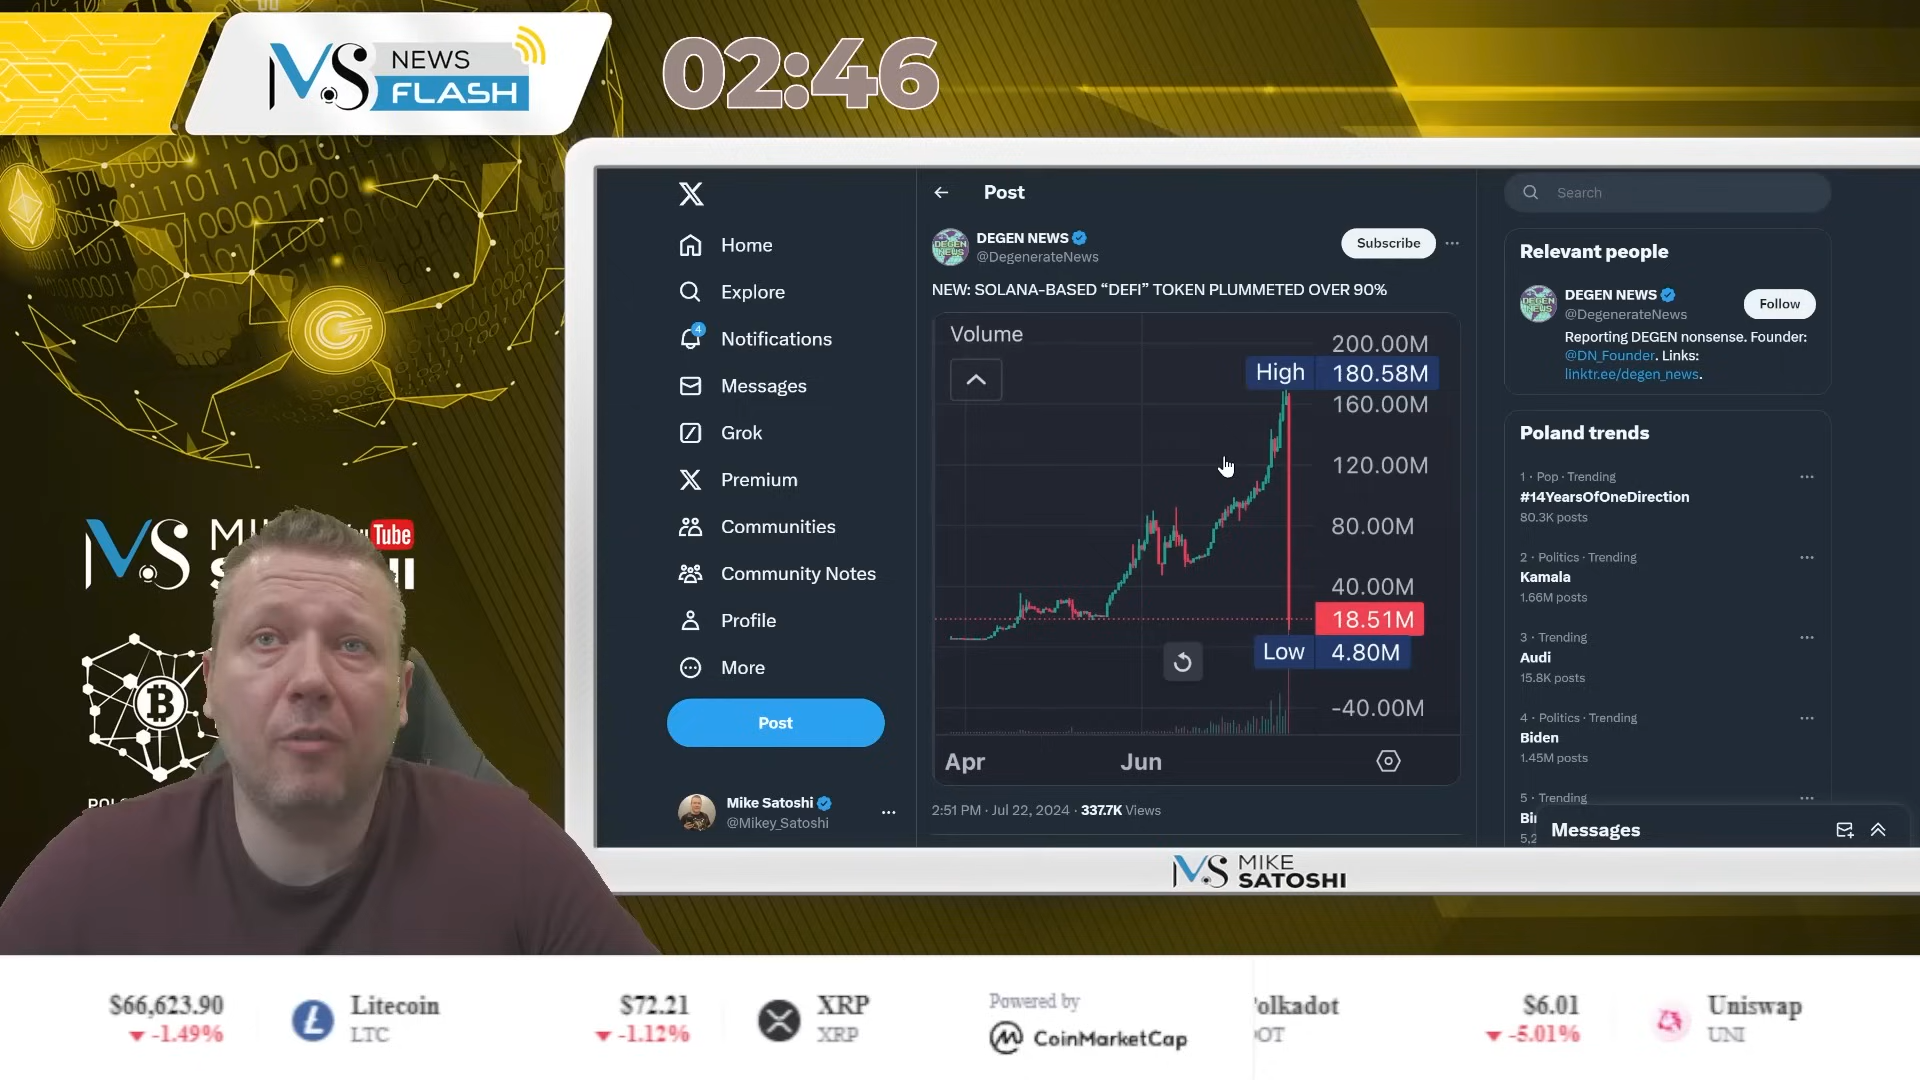 MS NEWS FLASH
02:46
MS MIKE SATOSHI
Tube
X
Home
Explore
4
Notifications
Messages
Grok
Premium
Communities
Community Notes
Profile
More
Post
Mike Satoshi
@Mikey_Satoshi
Post
DEGEN NEWS
@DegenerateNews
Subscribe
NEW: SOLANA-BASED “DEFI” TOKEN PLUMMETED OVER 90%
Volume
200.00M
High 180.58M
160.00M
120.00M
80.00M
40.00M
18.51M
Low 4.80M
-40.00M
Apr Jun
2:51 PM · Jul 22, 2024 · 337.7K Views
Search
Relevant people
DEGEN NEWS
@DegenerateNews
Follow
Reporting DEGEN nonsense. Founder:
@DN_Founder. Links:
linktr.ee/degen_news.
Poland trends
1 · Pop · Trending
#14YearsOfOneDirection
80.3K posts
2 · Politics · Trending
Kamala
1.66M posts
3 · Trending
Audi
15.8K posts
4 · Politics · Trending
Biden
1.45M posts
5 · Trending
Messages
$66,623.90
-1.49%
Litecoin
LTC
$72.21
-1.12%
XRP
XRP
Powered by
CoinMarketCap
olkadot
OT
$6.01
-5.01%
Uniswap
UNI